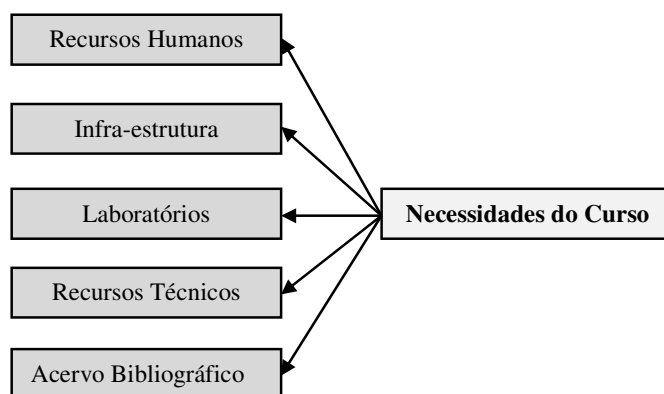 Recursos Humanos
Infra-estrutura
Laboratórios
Necessidades do Curso
Recursos Técnicos
Acervo Bibliográfico